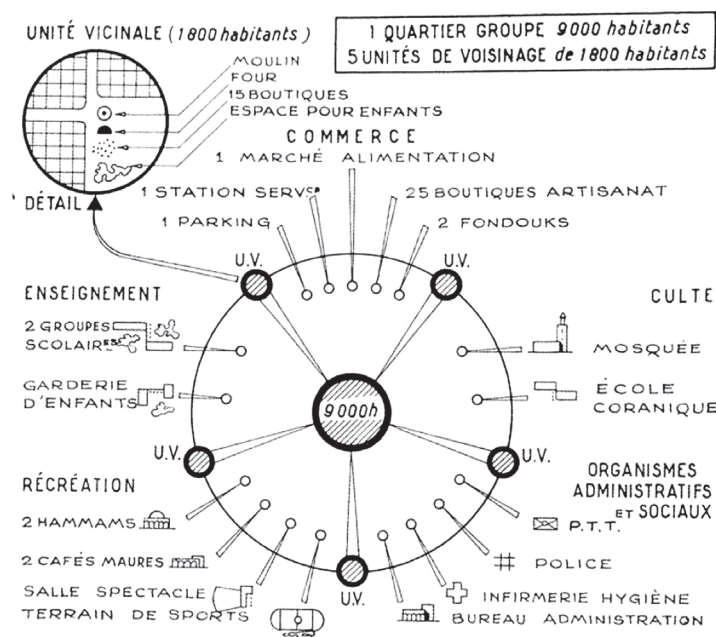 UNITÉ VICINALE (1800 habitants)
1 QUARTIER GROUPE 9000 habitants
5 UNITÉS DE VOISINAGE de 1800 habitants
MOULIN
FOUR
15 BOUTIQUES
ESPACE POUR ENFANTS
DÉTAIL
COMMERCE
1 MARCHÉ ALIMENTATION
1 STATION SERVᶜᵉ
25 BOUTIQUES ARTISANAT
1 PARKING
2 FONDOUKS
U.V.
U.V.
ENSEIGNEMENT
2 GROUPES
SCOLAIRES
GARDERIE
D'ENFANTS
CULTE
MOSQUÉE
ÉCOLE
CORANIQUE
9000h
U.V.
U.V.
RÉCRÉATION
2 HAMMAMS
2 CAFÉS MAURES
SALLE SPECTACLE
TERRAIN DE SPORTS
U.V.
ORGANISMES
ADMINISTRATIFS
ET SOCIAUX
P.T.T.
POLICE
INFIRMERIE HYGIÈNE
BUREAU ADMINISTRATION